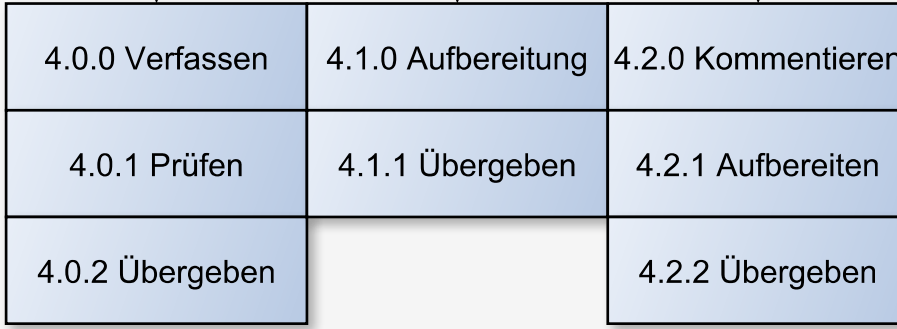 4.0.0 Verfassen
4.1.0 Aufbereitung
4.2.0 Kommentieren
4.0.1 Prüfen
4.1.1 Übergeben
4.2.1 Aufbereiten
4.0.2 Übergeben
4.2.2 Übergeben